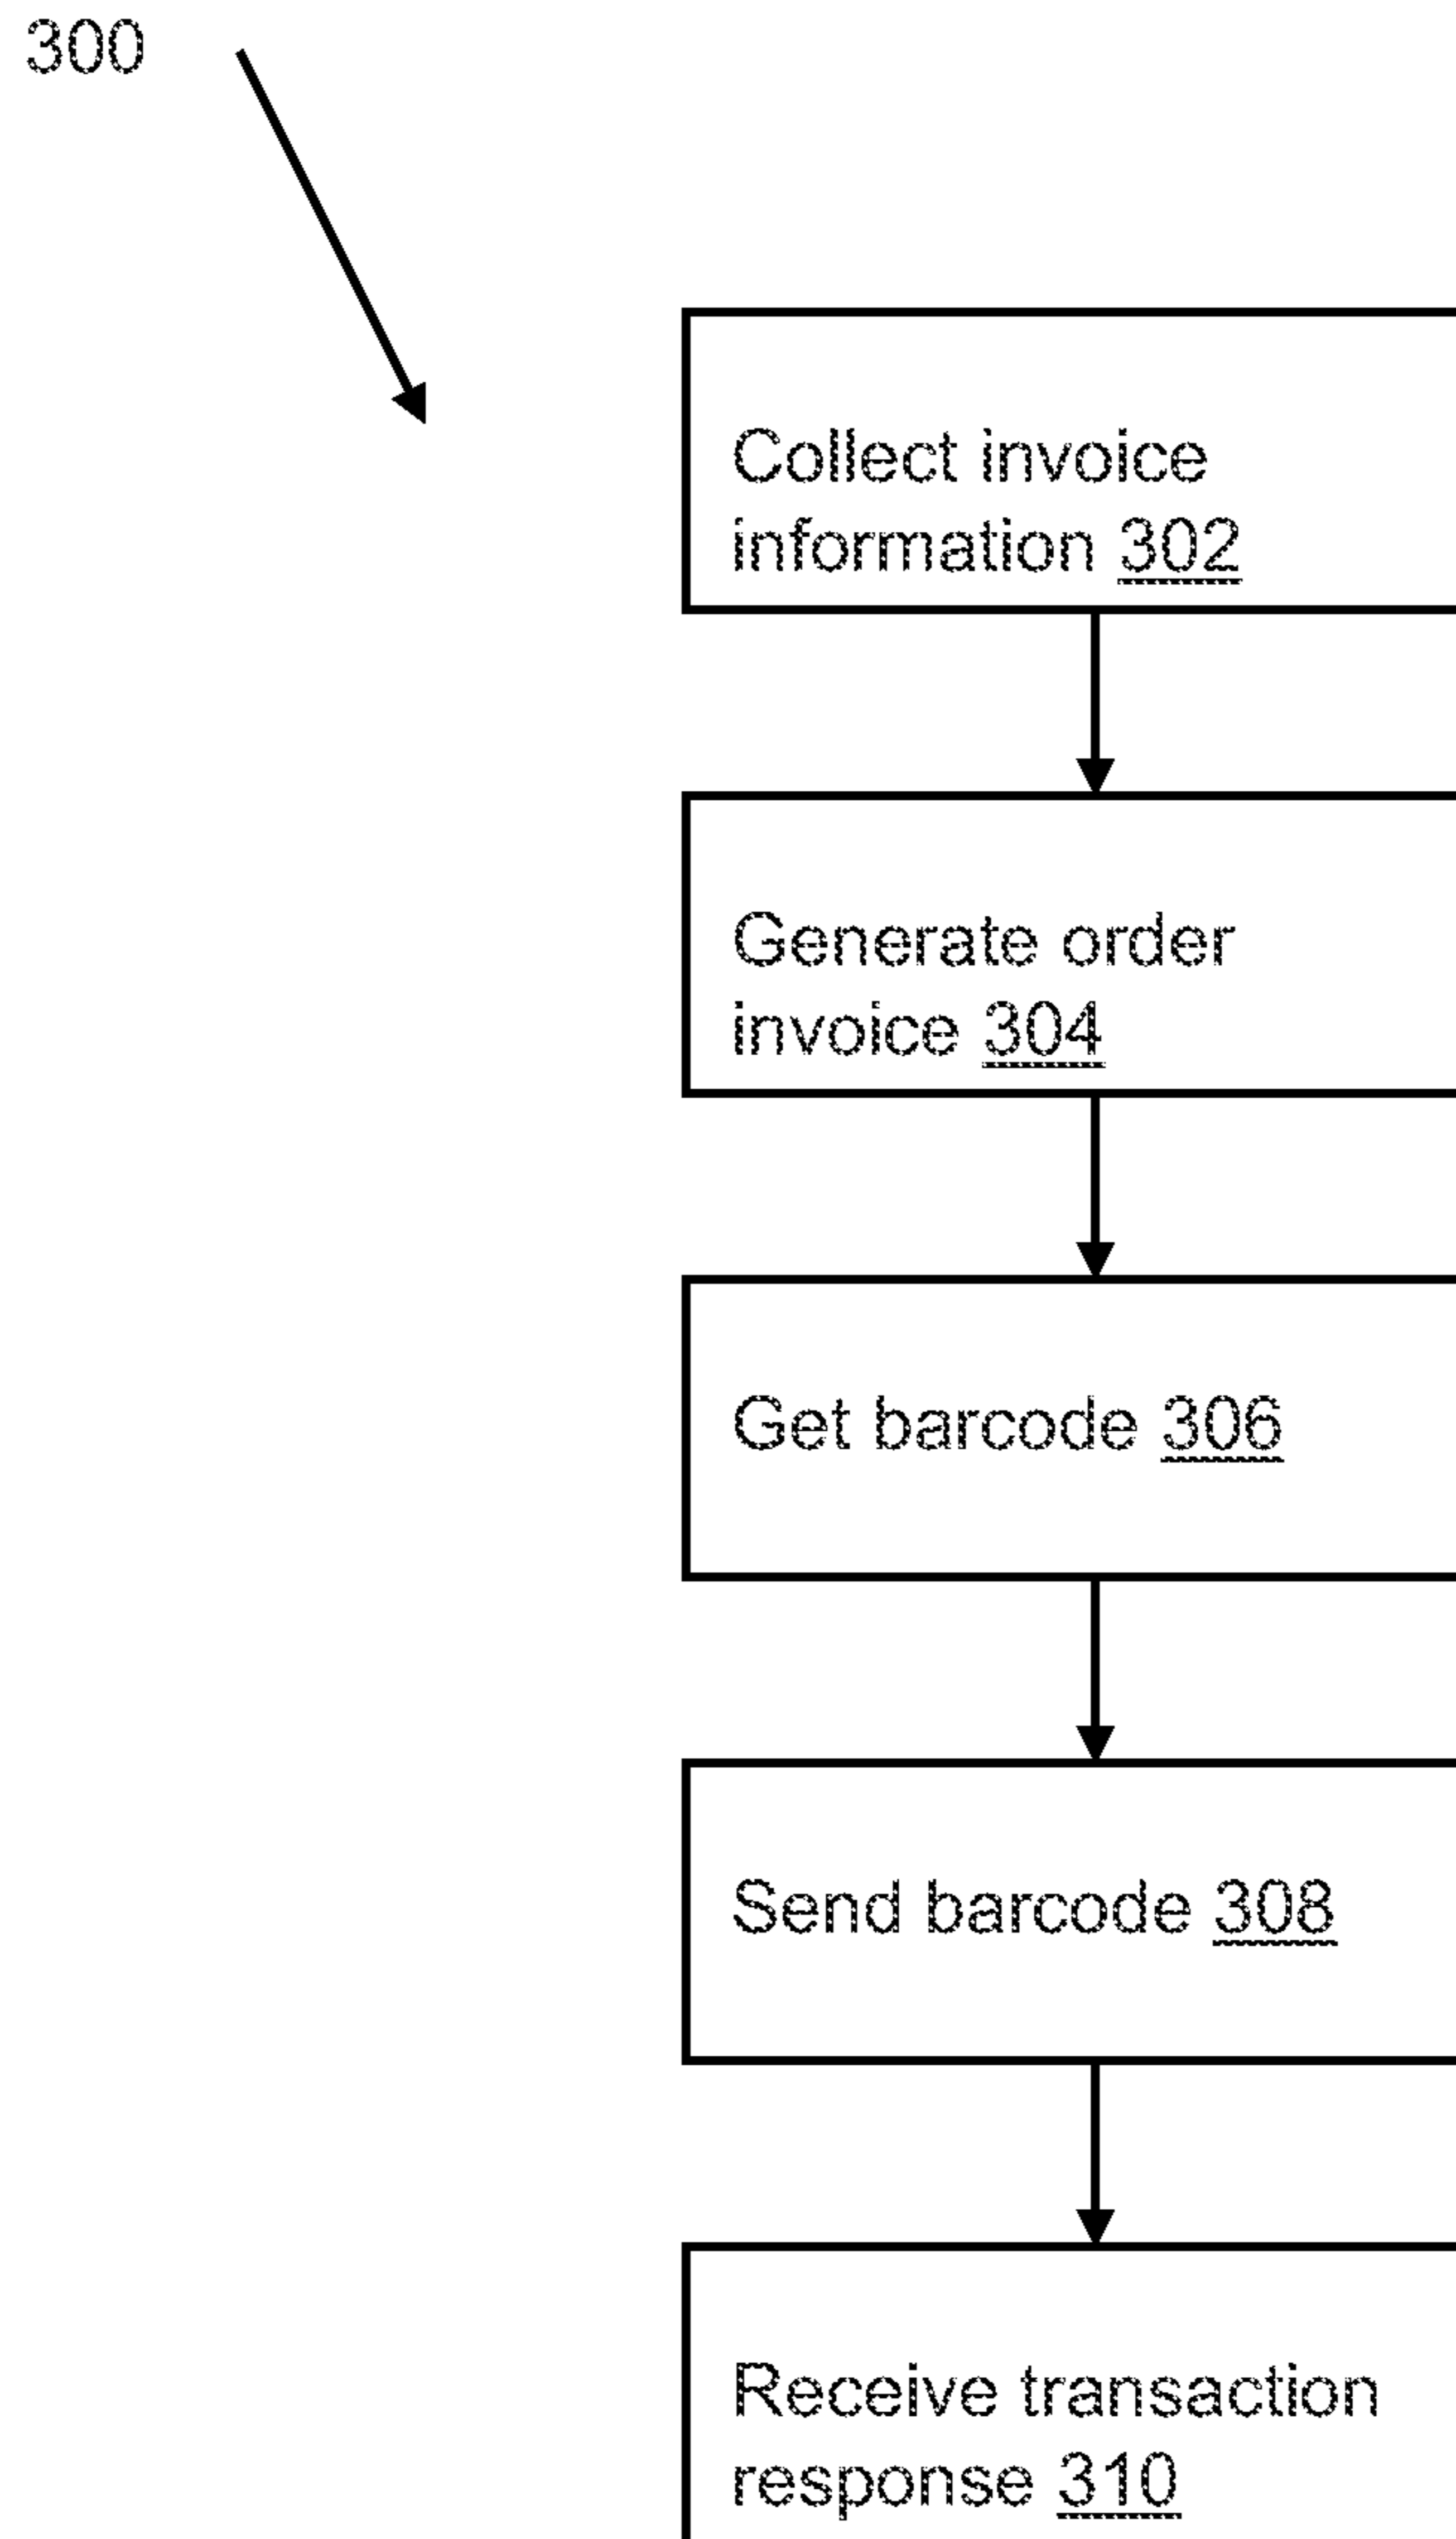 300
Collect invoice
information 302
Generate order
invoice 304
Get barcode 306
Send barcode 308
Receive transaction
response 310